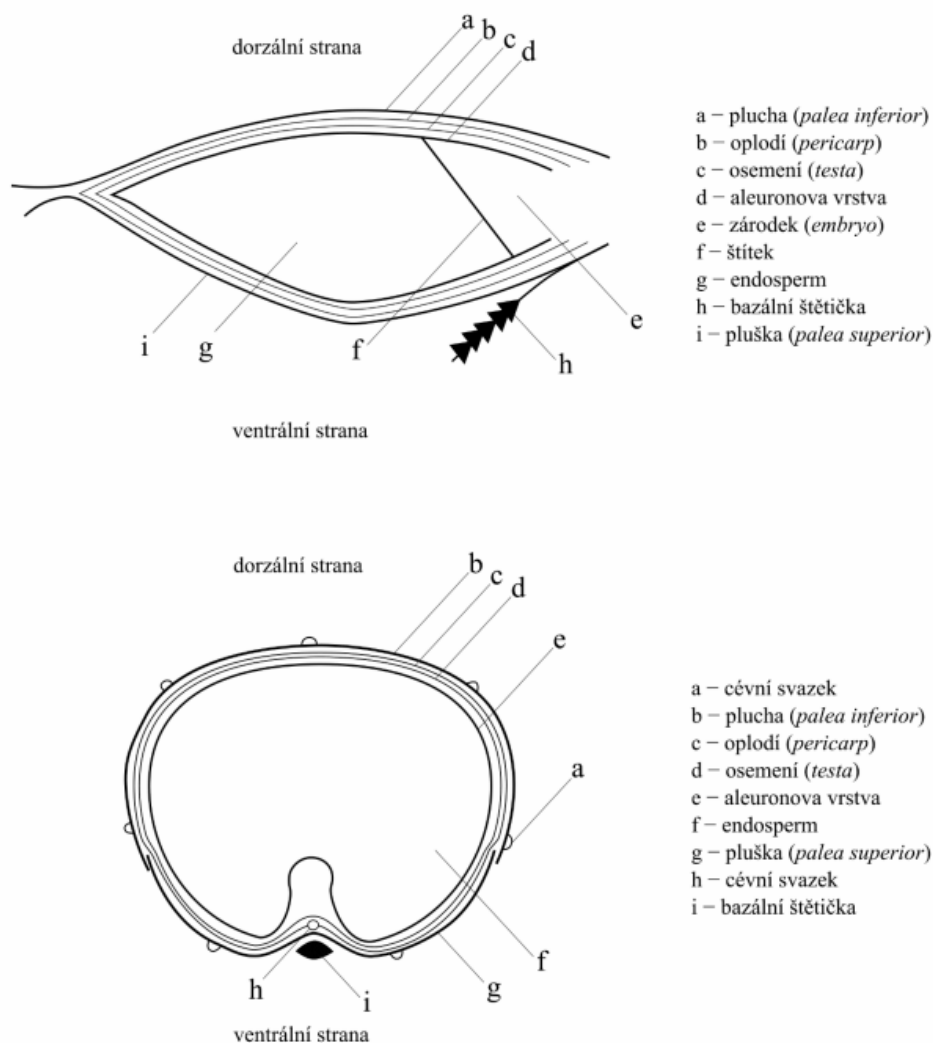 dorzální strana
a
b
c
d
a – plucha (palea inferior)
b – oplodí (pericarp)
c – osemení (testa)
d – aleuronova vrstva
e – zárodek (embryo)
f – štítek
g – endosperm
h – bazální štětička
i – pluška (palea superior)
i
g
f
h
e
ventrální strana
dorzální strana
b
c
d
e
a
a – cévní svazek
b – plucha (palea inferior)
c – oplodí (pericarp)
d – osemení (testa)
e – aleuronova vrstva
f – endosperm
g – pluška (palea superior)
h – cévní svazek
i – bazální štětička
h
i
g
f
ventrální strana